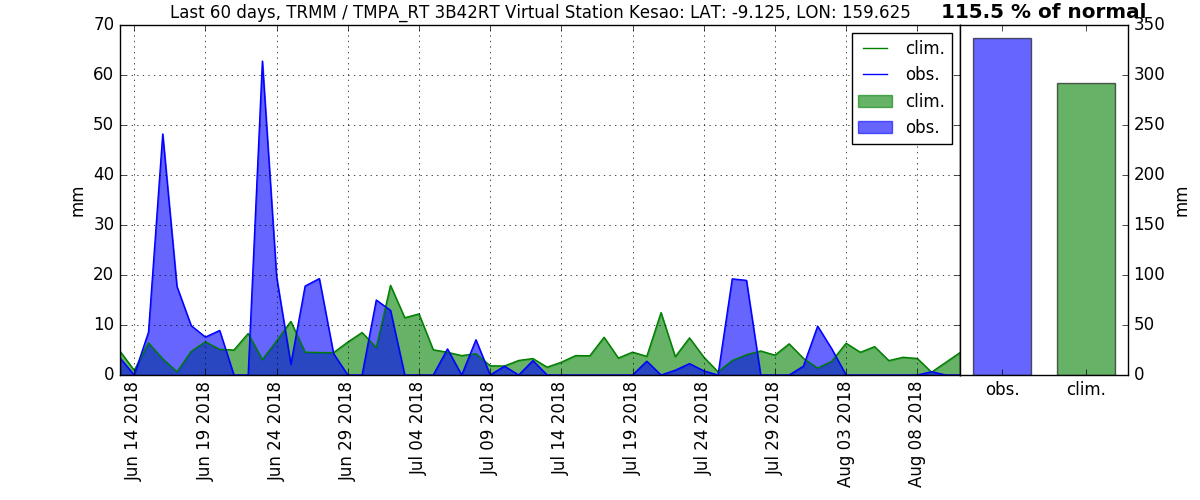 Last 60 days, TRMM / TMPA_RT 3B42RT Virtual Station Kesao: LAT: -9.125, LON: 159.625
115.5 % of normal
70
60
50
40
30
20
10
0
mm
clim.
obs.
clim.
obs.
350
300
250
200
150
100
50
0
mm
obs.
clim.
Jun 14 2018
Jun 19 2018
Jun 24 2018
Jun 29 2018
Jul 04 2018
Jul 09 2018
Jul 14 2018
Jul 19 2018
Jul 24 2018
Jul 29 2018
Aug 03 2018
Aug 08 2018